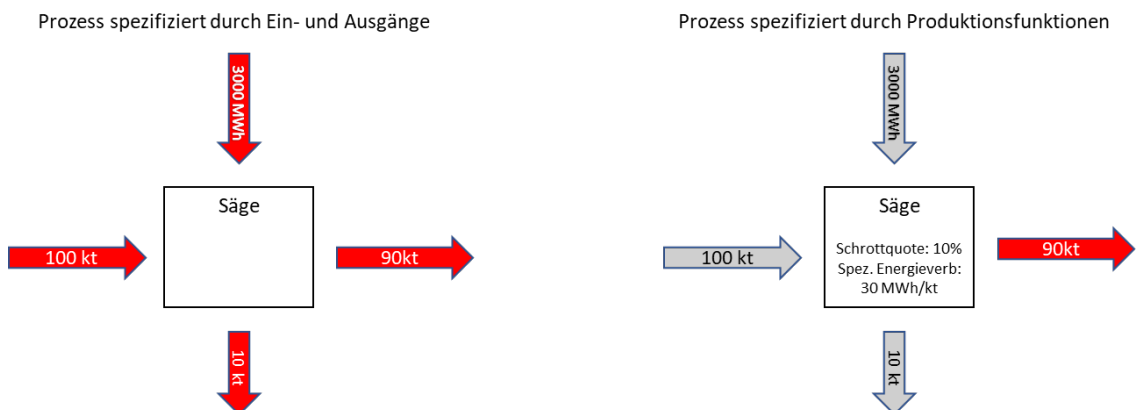 Prozess spezifiziert durch Ein- und Ausgänge
3000 MWh
Säge
100 kt
90kt
10 kt
Prozess spezifiziert durch Produktionsfunktionen
3000 MWh
Säge
Schrottquote: 10%
Spez. Energieverb:
30 MWh/kt
100 kt
90kt
10 kt